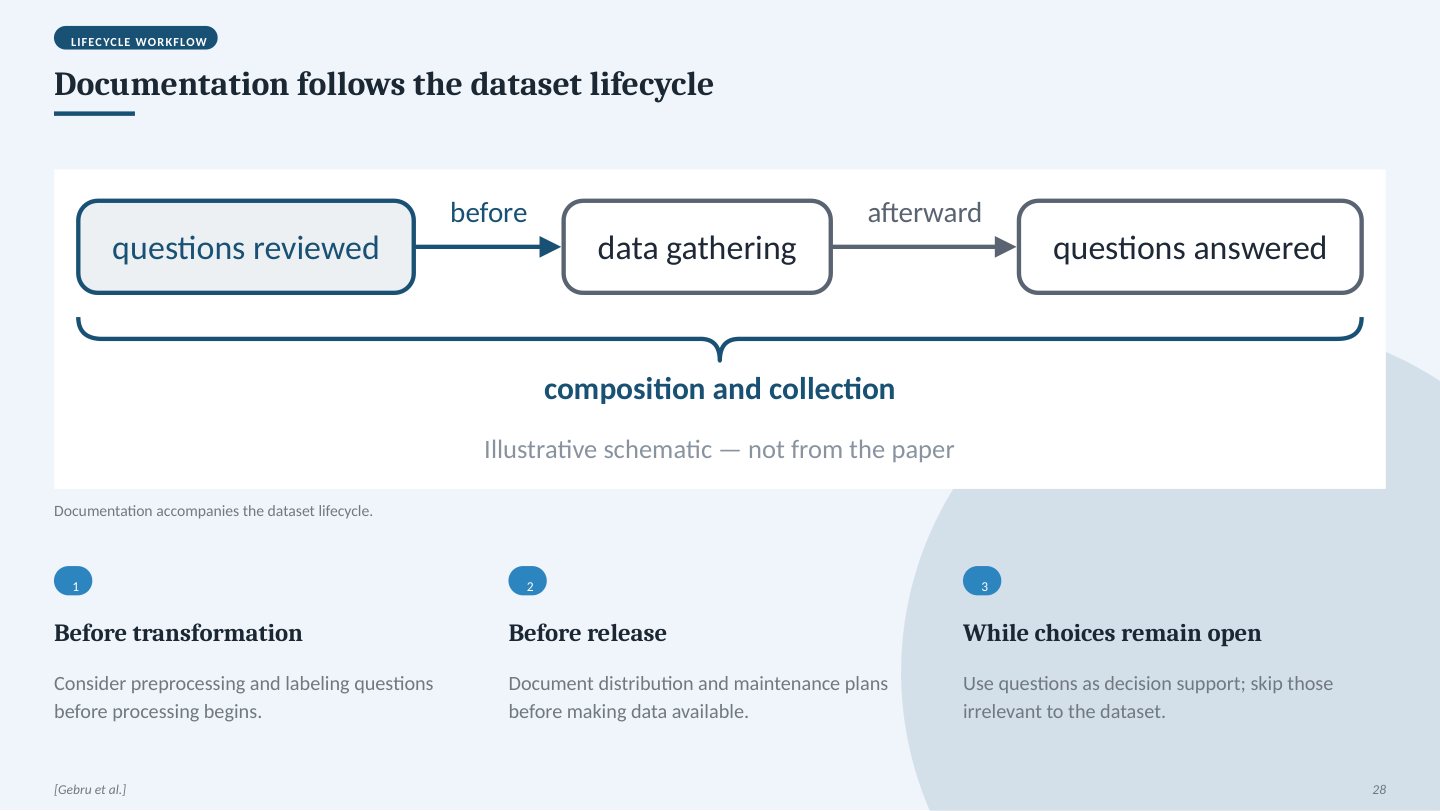 LIFECYCLE WORKFLOW
Documentation follows the dataset lifecycle
questions reviewed
before
data gathering
afterward
questions answered
composition and collection
Illustrative schematic — not from the paper
Documentation accompanies the dataset lifecycle.
1
Before transformation
Consider preprocessing and labeling questions
before processing begins.
2
Before release
Document distribution and maintenance plans
before making data available.
3
While choices remain open
Use questions as decision support; skip those
irrelevant to the dataset.
[Gebru et al.]
28